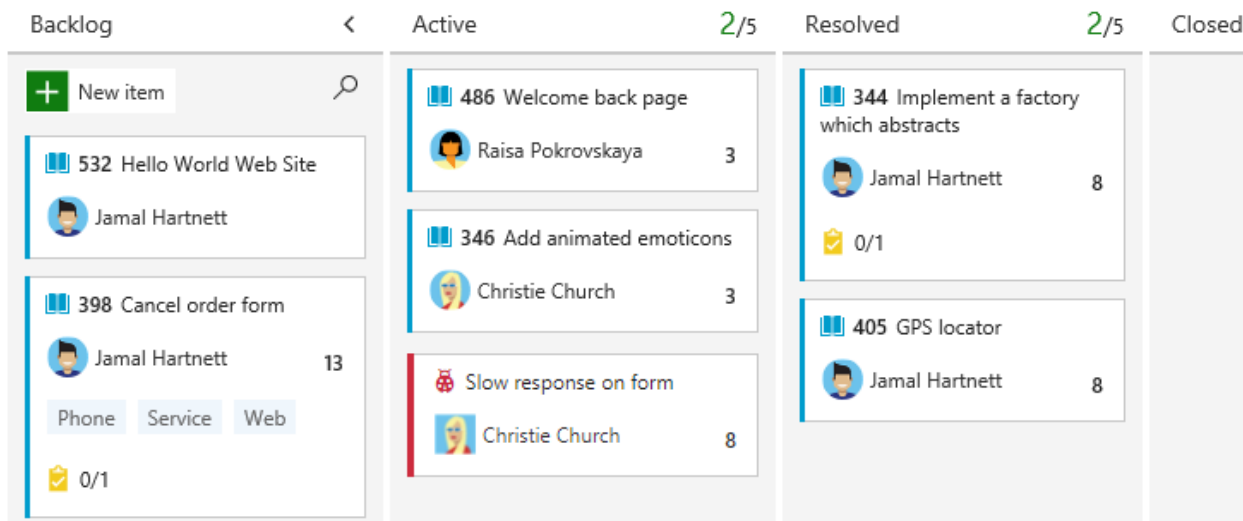 Backlog
New item
532 Hello World Web Site
Jamal Hartnett
398 Cancel order form
Jamal Hartnett 13
Phone Service Web
0/1
Active 2/5
486 Welcome back page
Raisa Pokrovskaya 3
346 Add animated emoticons
Christie Church 3
Slow response on form
Christie Church 8
Resolved 2/5
344 Implement a factory
which abstracts
Jamal Hartnett 8
0/1
405 GPS locator
Jamal Hartnett 8
Closed